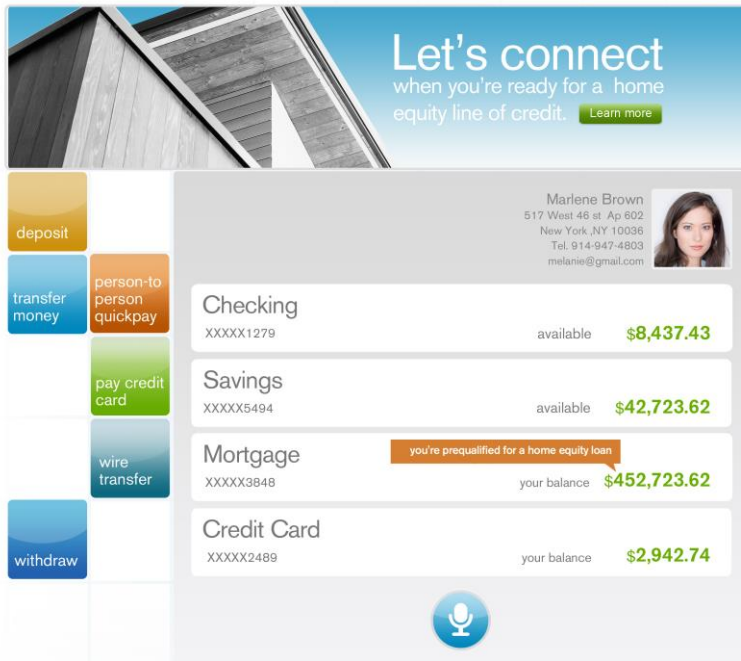 Let's connect
when you're ready for a home
equity line of credit. Learn more
deposit
transfer
money
person-to
person
quickpay
pay credit
card
wire
transfer
withdraw
Marlene Brown
517 West 46 st Ap 602
New York ,NY 10036
Tel. 914-947-4803
melanie@gmail.com
Checking
XXXXX1279 available $8,437.43
Savings
XXXXX5494 available $42,723.62
Mortgage
you're prequalified for a home equity loan
XXXXX3848 your balance $452,723.62
Credit Card
XXXXX2489 your balance $2,942.74